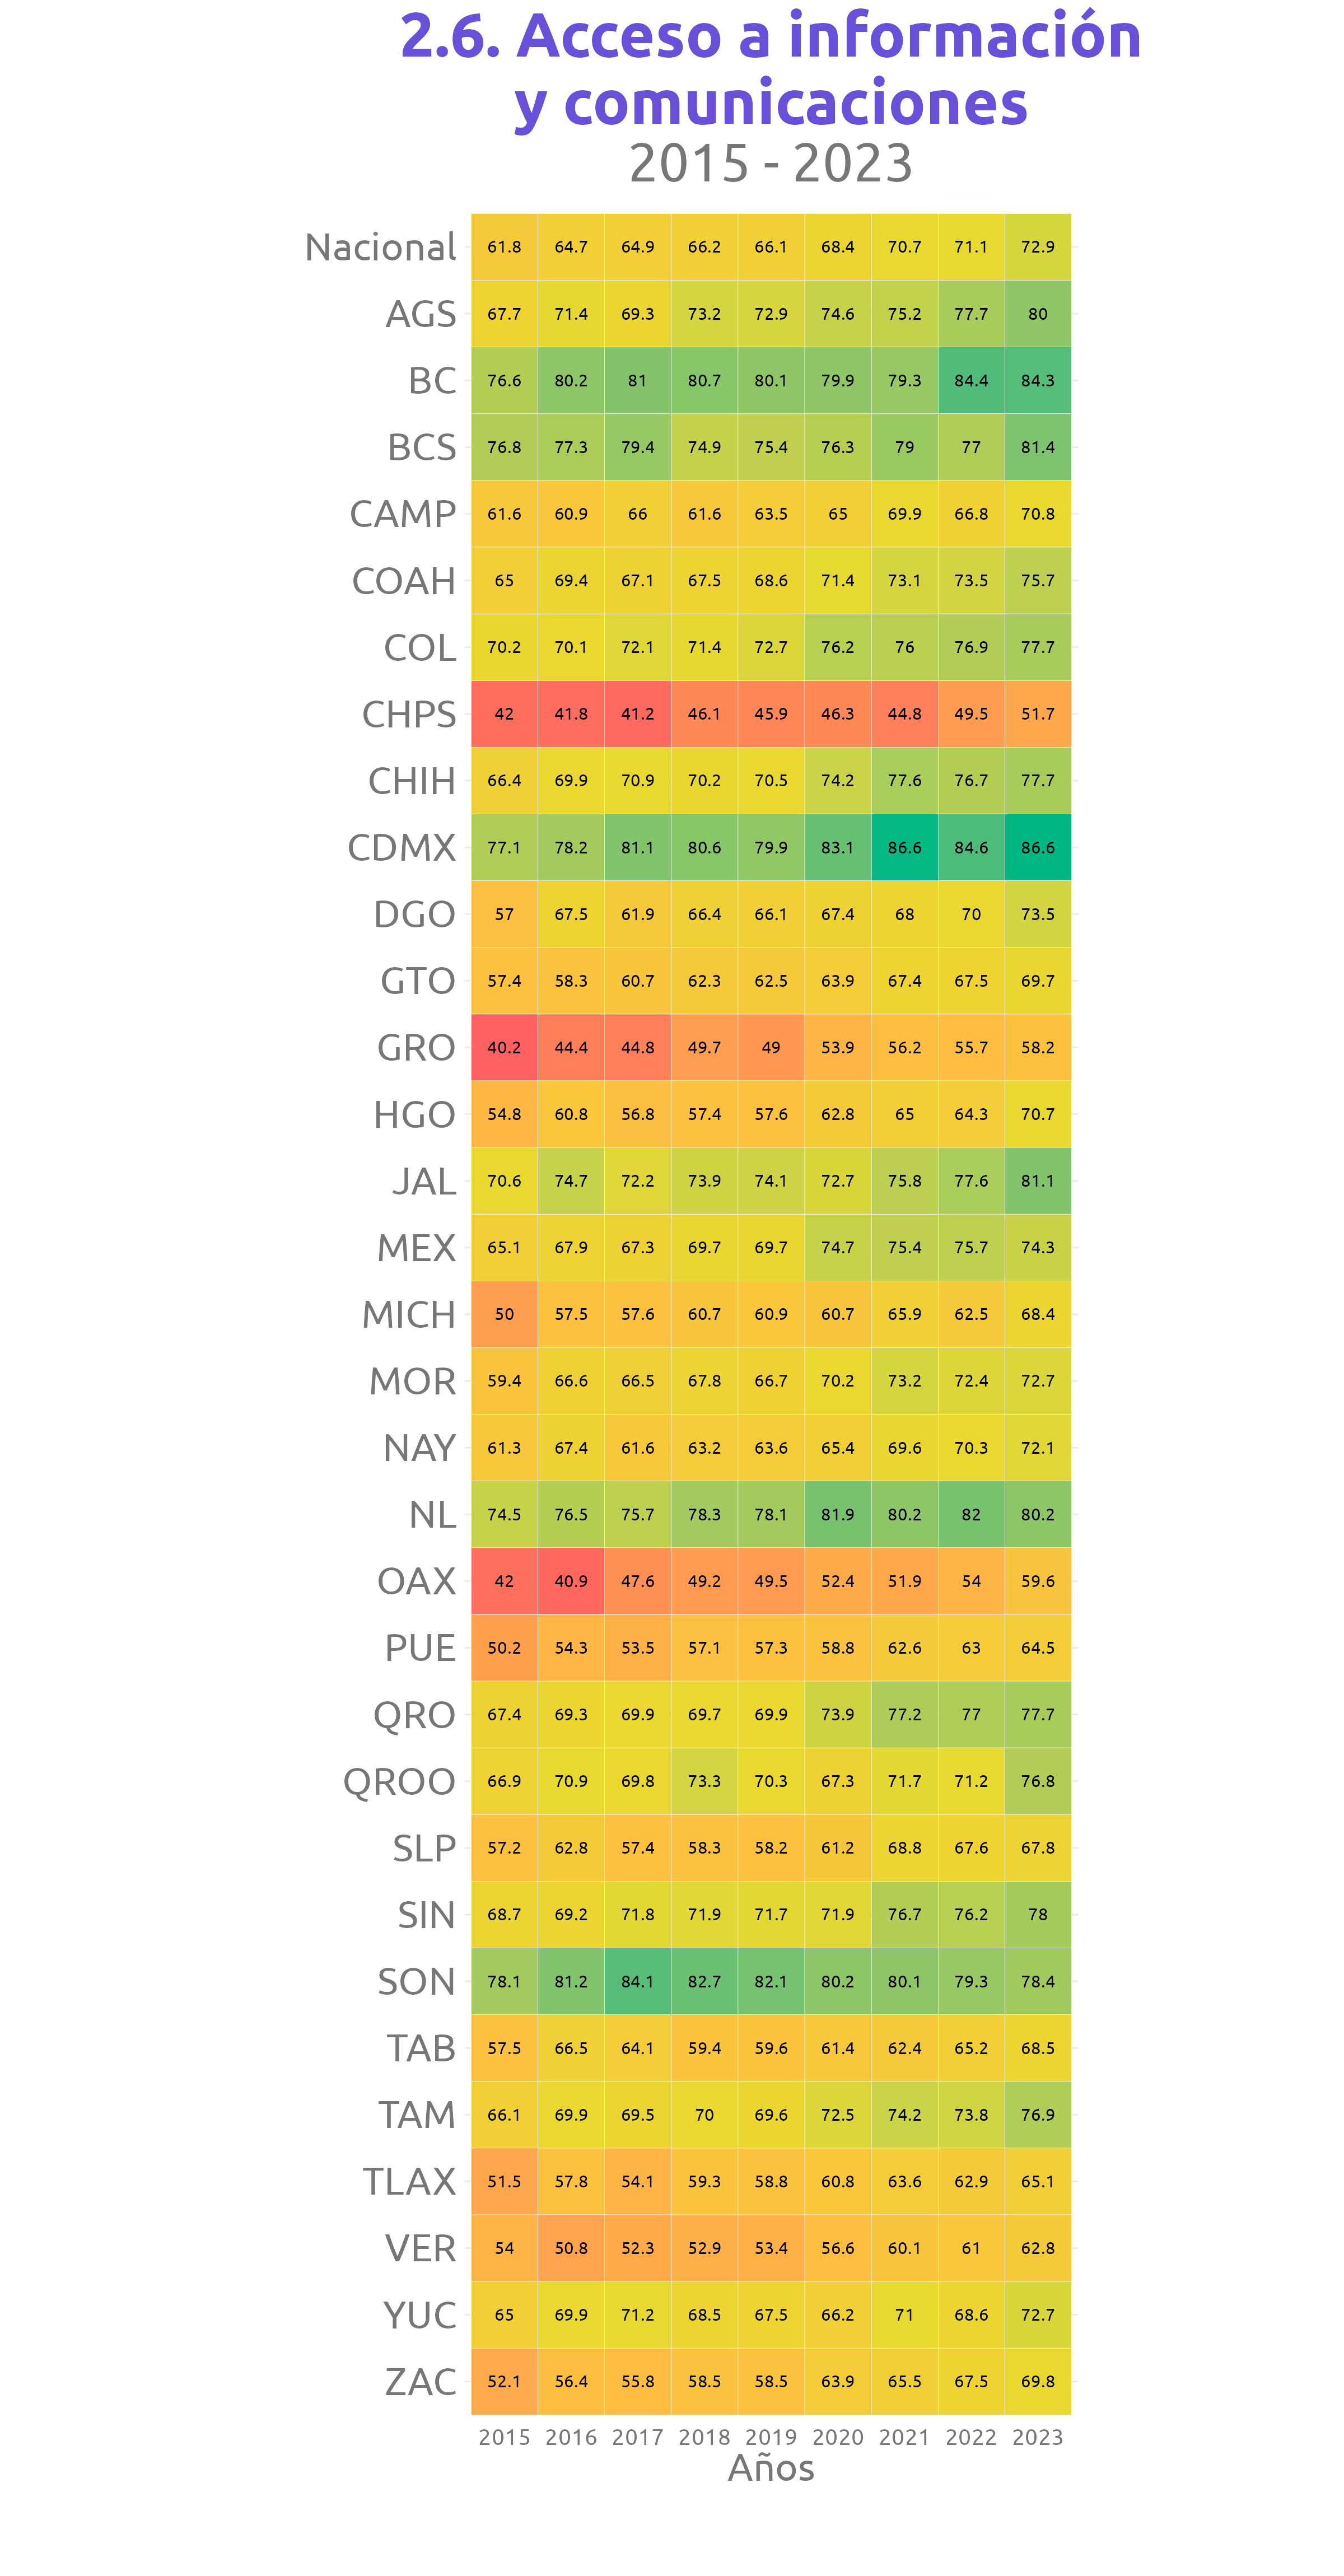 2.6. Acceso a información
y comunicaciones
2015 - 2023
Nacional 61.8 64.7 64.9 66.2 66.1 68.4 70.7 71.1 72.9
AGS 67.7 71.4 69.3 73.2 72.9 74.6 75.2 77.7 80
BC 76.6 80.2 81 80.7 80.1 79.9 79.3 84.4 84.3
BCS 76.8 77.3 79.4 74.9 75.4 76.3 79 77 81.4
CAMP 61.6 60.9 66 61.6 63.5 65 69.9 66.8 70.8
COAH 65 69.4 67.1 67.5 68.6 71.4 73.1 73.5 75.7
COL 70.2 70.1 72.1 71.4 72.7 76.2 76 76.9 77.7
CHPS 42 41.8 41.2 46.1 45.9 46.3 44.8 49.5 51.7
CHIH 66.4 69.9 70.9 70.2 70.5 74.2 77.6 76.7 77.7
CDMX 77.1 78.2 81.1 80.6 79.9 83.1 86.6 84.6 86.6
DGO 57 67.5 61.9 66.4 66.1 67.4 68 70 73.5
GTO 57.4 58.3 60.7 62.3 62.5 63.9 67.4 67.5 69.7
GRO 40.2 44.4 44.8 49.7 49 53.9 56.2 55.7 58.2
HGO 54.8 60.8 56.8 57.4 57.6 62.8 65 64.3 70.7
JAL 70.6 74.7 72.2 73.9 74.1 72.7 75.8 77.6 81.1
MEX 65.1 67.9 67.3 69.7 69.7 74.7 75.4 75.7 74.3
MICH 50 57.5 57.6 60.7 60.9 60.7 65.9 62.5 68.4
MOR 59.4 66.6 66.5 67.8 66.7 70.2 73.2 72.4 72.7
NAY 61.3 67.4 61.6 63.2 63.6 65.4 69.6 70.3 72.1
NL 74.5 76.5 75.7 78.3 78.1 81.9 80.2 82 80.2
OAX 42 40.9 47.6 49.2 49.5 52.4 51.9 54 59.6
PUE 50.2 54.3 53.5 57.1 57.3 58.8 62.6 63 64.5
QRO 67.4 69.3 69.9 69.7 69.9 73.9 77.2 77 77.7
QROO 66.9 70.9 69.8 73.3 70.3 67.3 71.7 71.2 76.8
SLP 57.2 62.8 57.4 58.3 58.2 61.2 68.8 67.6 67.8
SIN 68.7 69.2 71.8 71.9 71.7 71.9 76.7 76.2 78
SON 78.1 81.2 84.1 82.7 82.1 80.2 80.1 79.3 78.4
TAB 57.5 66.5 64.1 59.4 59.6 61.4 62.4 65.2 68.5
TAM 66.1 69.9 69.5 70 69.6 72.5 74.2 73.8 76.9
TLAX 51.5 57.8 54.1 59.3 58.8 60.8 63.6 62.9 65.1
VER 54 50.8 52.3 52.9 53.4 56.6 60.1 61 62.8
YUC 65 69.9 71.2 68.5 67.5 66.2 71 68.6 72.7
ZAC 52.1 56.4 55.8 58.5 58.5 63.9 65.5 67.5 69.8
2015 2016 2017 2018 2019 2020 2021 2022 2023
Años